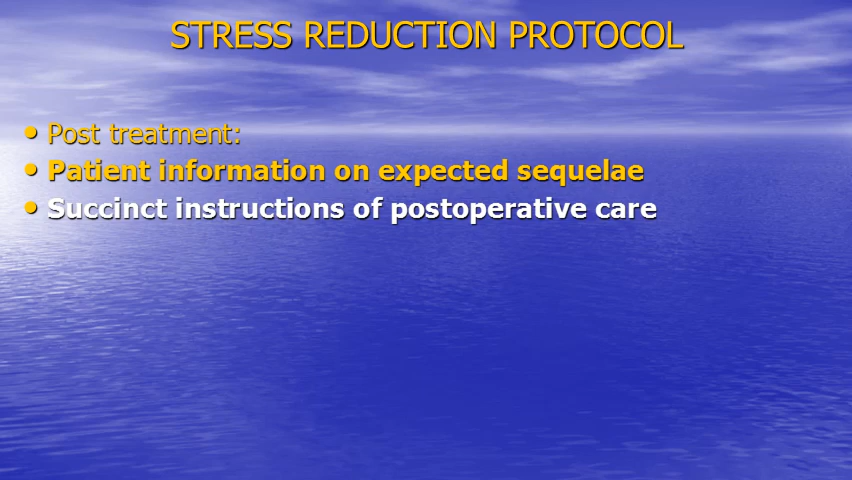 STRESS REDUCTION PROTOCOL
• Post treatment:
• Patient information on expected sequelae
• Succinct instructions of postoperative care